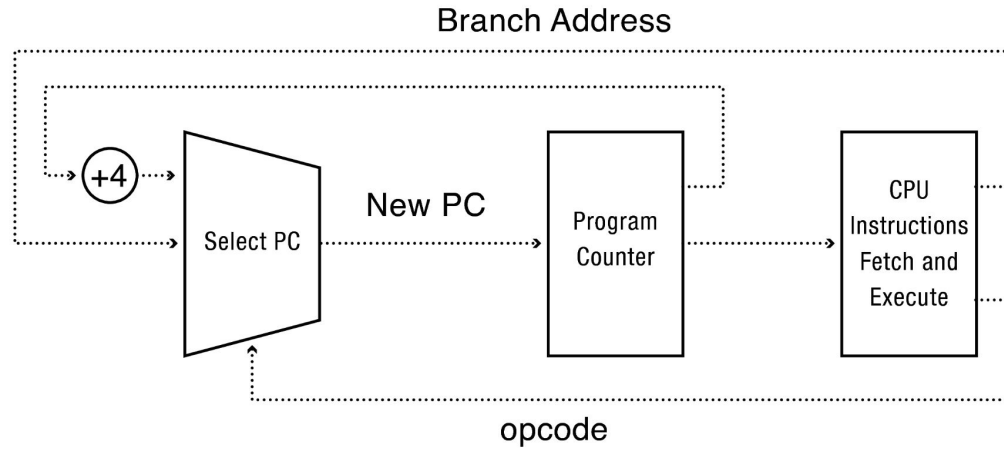 Branch Address
+4
Select PC
New PC
Program
Counter
CPU
Instructions
Fetch and
Execute
opcode